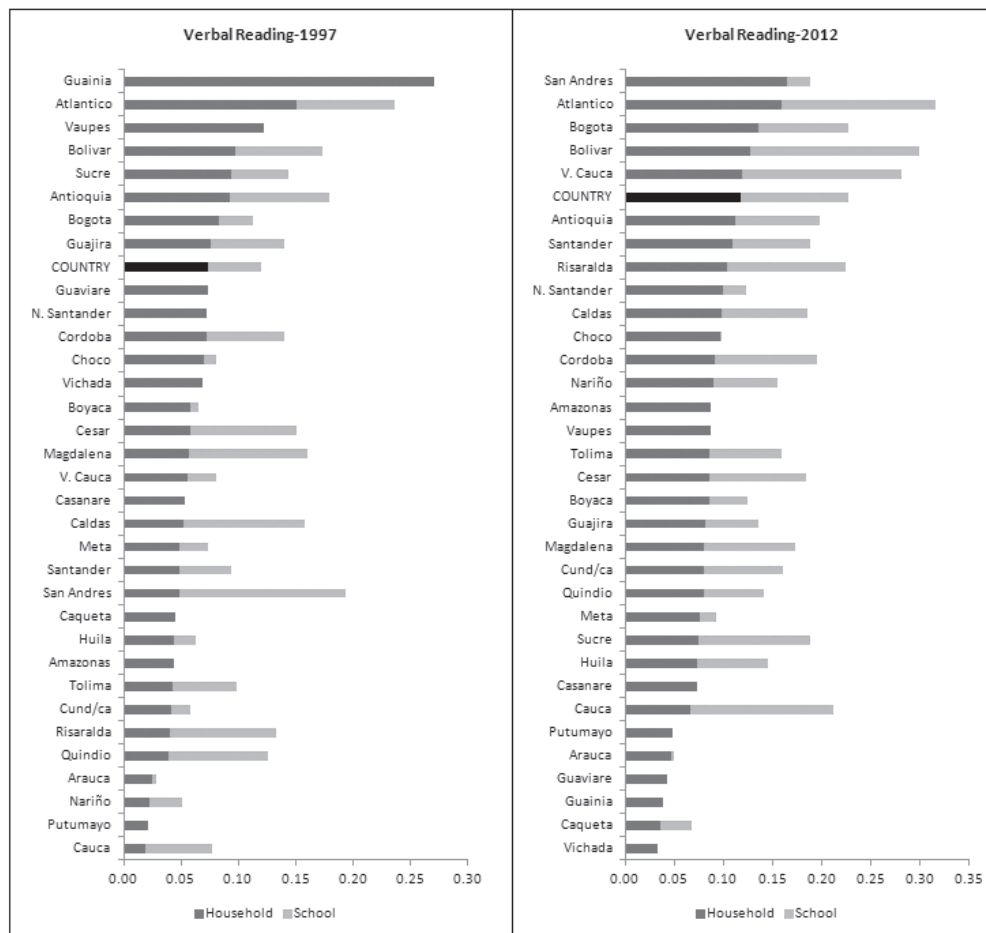 Verbal Reading-1997
Guainia
Atlantico
Vaupes
Bolivar
Sucre
Antioquia
Bogota
Guajira
COUNTRY
Guaviare
N. Santander
Cordoba
Choco
Vichada
Boyaca
Cesar
Magdalena
V. Cauca
Casanare
Caldas
Meta
Santander
San Andres
Caqueta
Huila
Amazonas
Tolima
Cund/ca
Risaralda
Quindio
Arauca
Nariño
Putumayo
Cauca
0.00 0.05 0.10 0.15 0.20 0.25 0.30
Household School
Verbal Reading-2012
San Andres
Atlantico
Bogota
Bolivar
V. Cauca
COUNTRY
Antioquia
Santander
Risaralda
N. Santander
Caldas
Choco
Cordoba
Nariño
Amazonas
Vaupes
Tolima
Cesar
Boyaca
Guajira
Magdalena
Cund/ca
Quindio
Meta
Sucre
Huila
Casanare
Cauca
Putumayo
Arauca
Guaviare
Guainia
Caqueta
Vichada
0.00 0.05 0.10 0.15 0.20 0.25 0.30 0.35
Household School